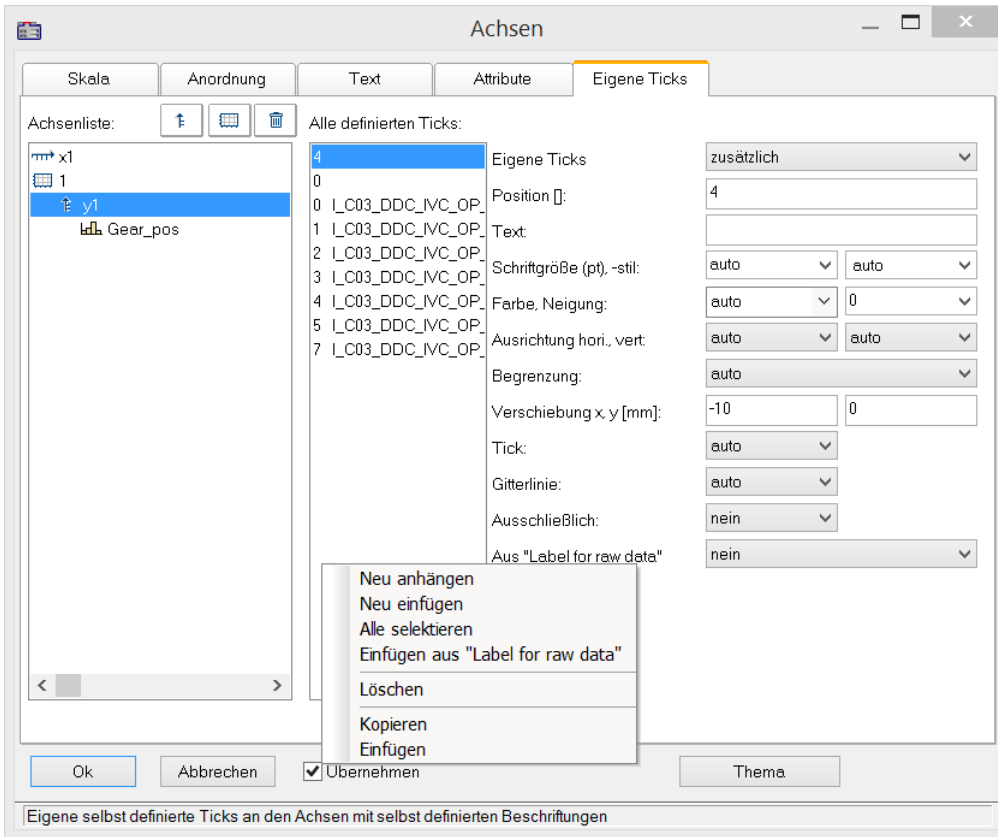 Achsen
Skala Anordnung Text Attribute Eigene Ticks
Achsenliste:
x1
1
y1
Gear_pos
Alle definierten Ticks:
4
0
0 I_C03_DDC_IVC_OP_
1 I_C03_DDC_IVC_OP_
2 I_C03_DDC_IVC_OP_
3 I_C03_DDC_IVC_OP_
4 I_C03_DDC_IVC_OP_
5 I_C03_DDC_IVC_OP_
7 I_C03_DDC_IVC_OP_
Eigene Ticks zusätzlich
Position []: 4
Text:
Schriftgröße (pt), -stil: auto auto
Farbe, Neigung: auto 0
Ausrichtung hori., vert: auto auto
Begrenzung: auto
Verschiebung x, y [mm]: -10 0
Tick: auto
Gitterlinie: auto
Ausschließlich: nein
Aus "Label for raw data" nein
Neu anhängen
Neu einfügen
Alle selektieren
Einfügen aus "Label for raw data"
Löschen
Kopieren
Einfügen
Ok Abbrechen Übernehmen Thema
Eigene selbst definierte Ticks an den Achsen mit selbst definierten Beschriftungen